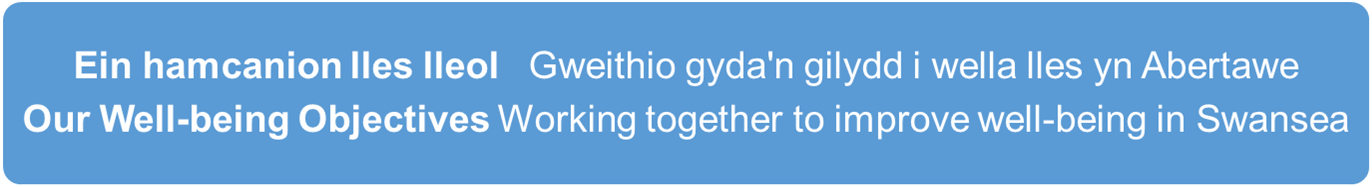 Ein hamcanion lles lleol Gweithio gyda'n gilydd i wella lles yn Abertawe
Our Well-being Objectives Working together to improve well-being in Swansea